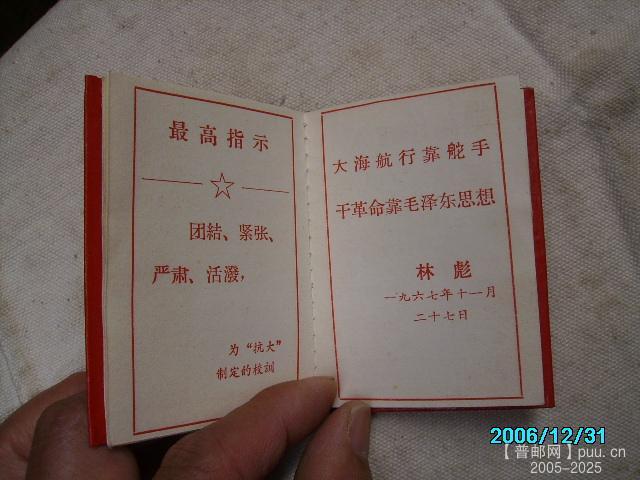 最高指示
团結、紧张、
严肃、活潑,
为“抗大”
制定的校訓
大海航行靠舵手
干革命靠毛泽东思想
林彪
一九六七年十一月
二十七日
2006/12/31
【普邮网】puu.cn
2005-2025